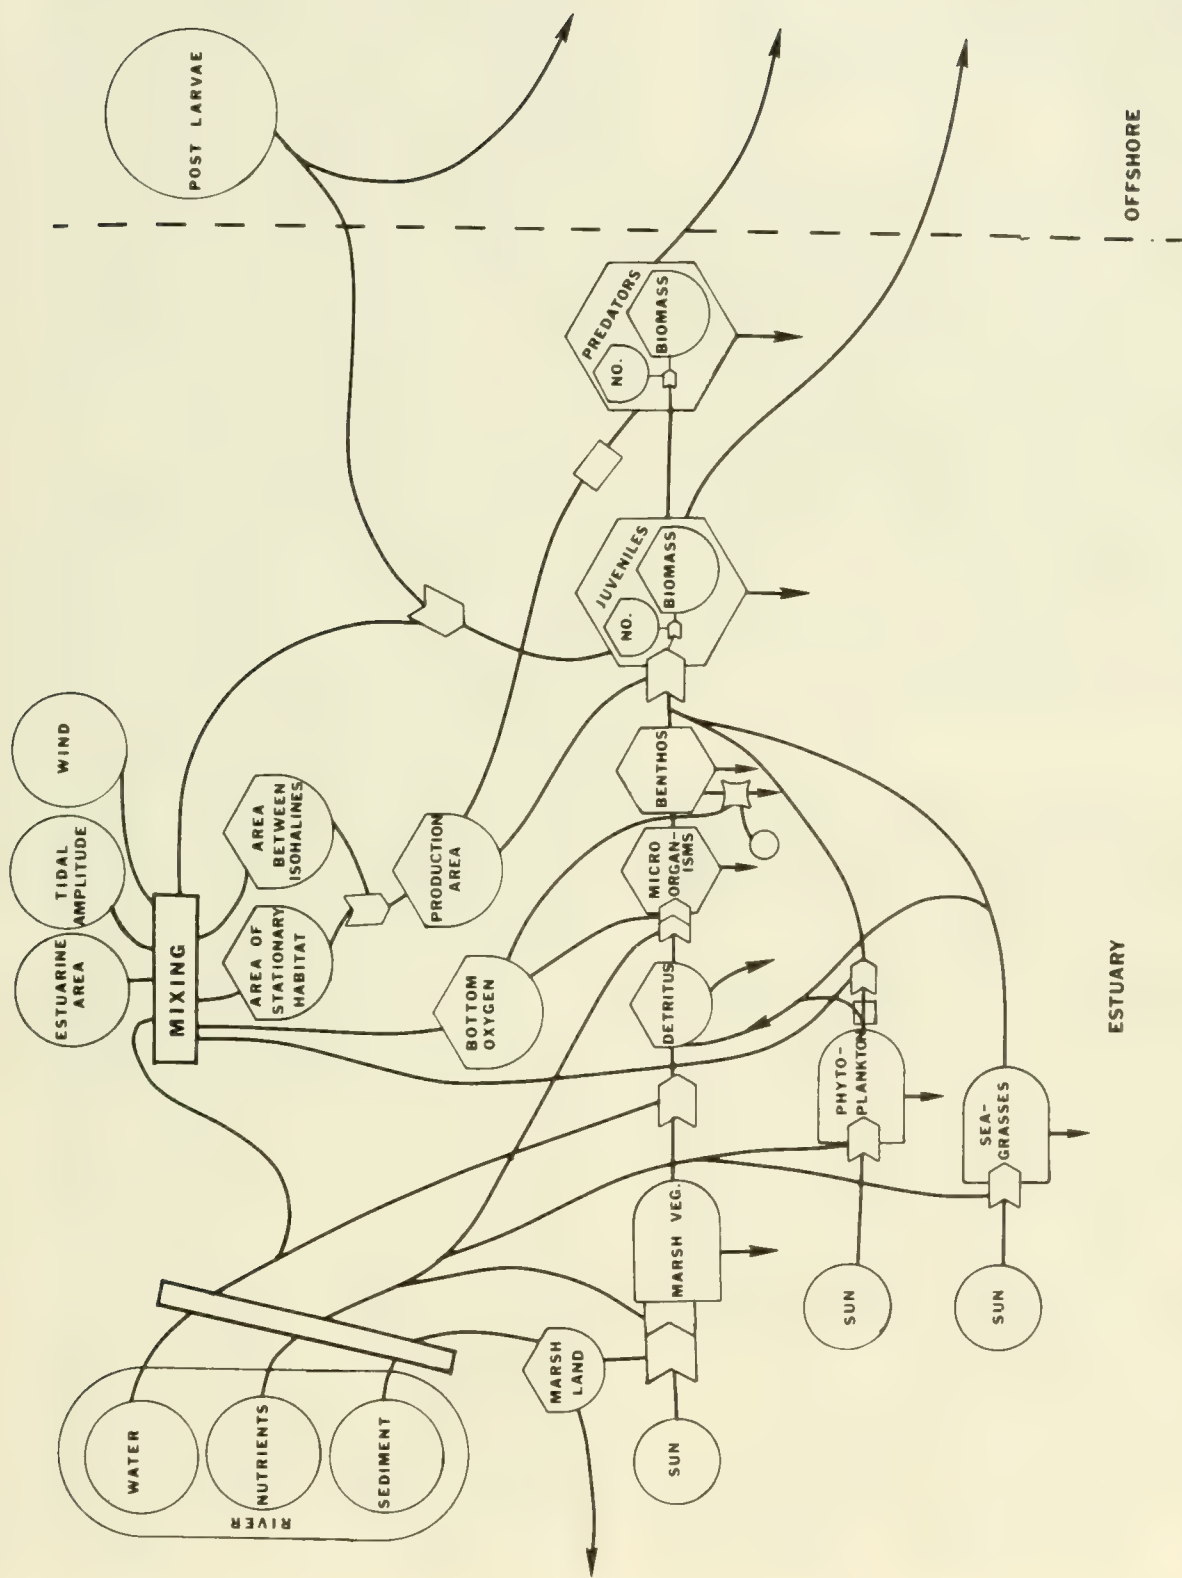 WATER
NUTRIENTS
SEDIMENT
RIVER
ESTUARINE
AREA
TIDAL
AMPLITUDE
WIND
MIXING
POST LARVAE
AREA OF
STATIONARY
HABITAT
AREA
BETWEEN
ISOHALINES
PRODUCTION
AREA
BOTTOM
OXYGEN
MARSH
LAND
SUN
MARSH VEG.
DETRITUS
MICRO
ORGAN-
ISMS
BENTHOS
JUVENILES
NO.
BIOMASS
PREDATORS
NO.
BIOMASS
SUN
PHYTO-
PLANKTON
SUN
SEA-
GRASSES
ESTUARY
OFFSHORE